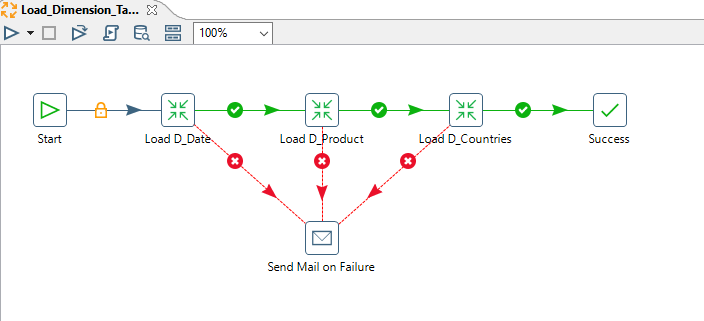 Load_Dimension_Ta...
100%
Start
Load D_Date
Load D_Product
Load D_Countries
Success
Send Mail on Failure